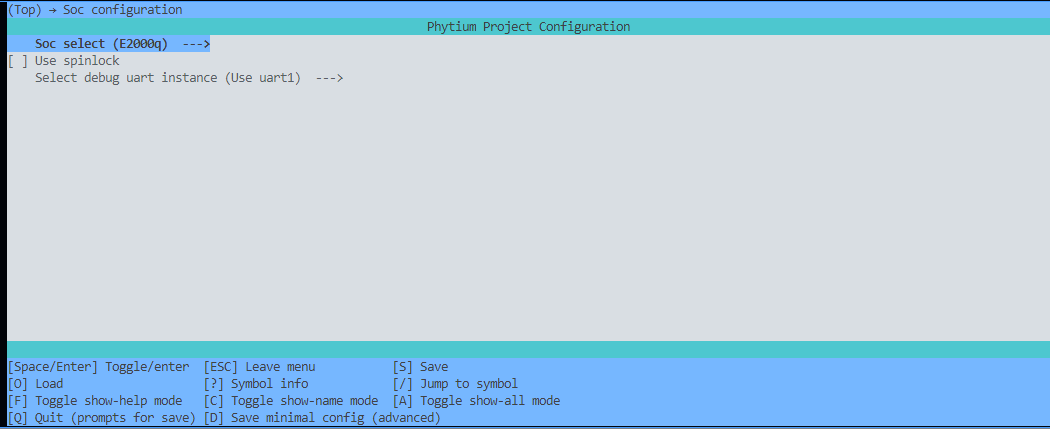 (Top) → Soc configuration
Phytium Project Configuration
Soc select (E2000q)  --->
[ ] Use spinlock
Select debug uart instance (Use uart1)  --->
[Space/Enter] Toggle/enter  [ESC] Leave menu  [S] Save
[O] Load  [?] Symbol info  [/] Jump to symbol
[F] Toggle show-help mode  [C] Toggle show-name mode  [A] Toggle show-all mode
[Q] Quit (prompts for save)  [D] Save minimal config (advanced)